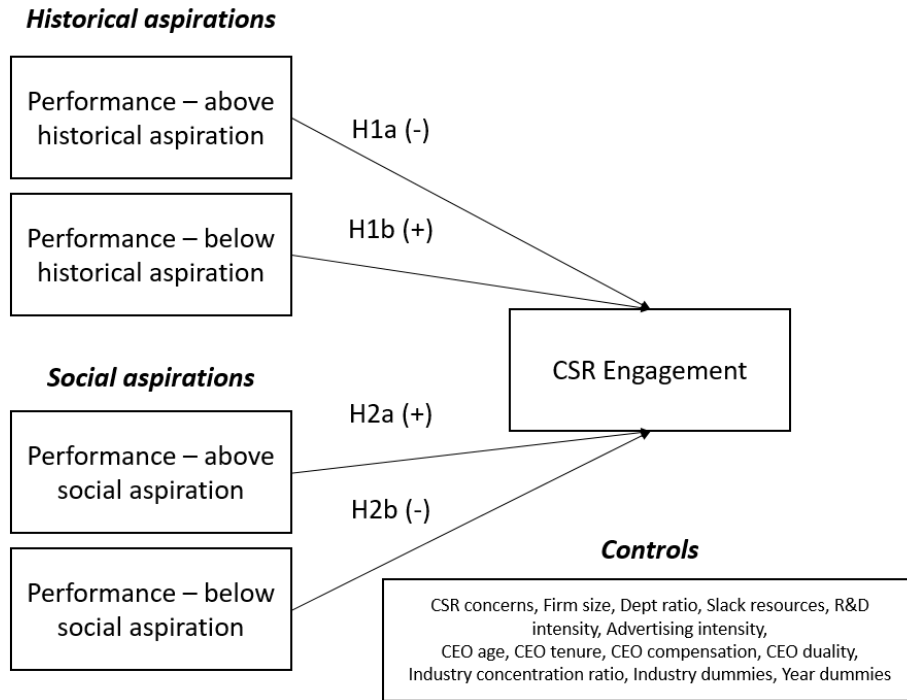 Historical aspirations
Performance – above
historical aspiration
H1a (-)
Performance – below
historical aspiration
H1b (+)
CSR Engagement
Social aspirations
Performance – above
social aspiration
H2a (+)
Performance – below
social aspiration
H2b (-)
Controls
CSR concerns, Firm size, Dept ratio, Slack resources, R&D
intensity, Advertising intensity,
CEO age, CEO tenure, CEO compensation, CEO duality,
Industry concentration ratio, Industry dummies, Year dummies